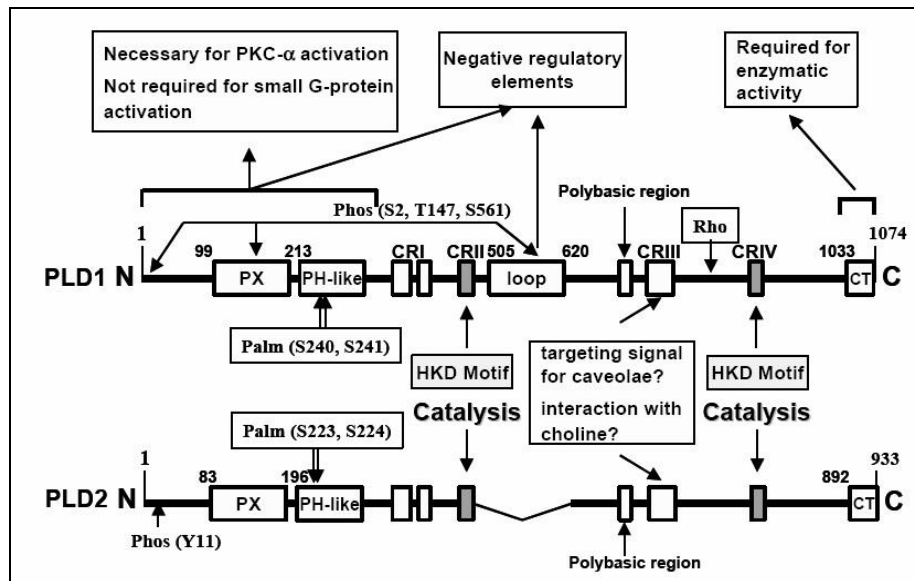 Necessary for PKC-α activation
Not required for small G-protein
activation
Negative regulatory
elements
Required for
enzymatic
activity
Phos (S2, T147, S561)
Polybasic region
Rho
1
99
213
CRI
CRII
505
620
CRIII
CRIV
1033
1074
PLD1 N
PX
PH-like
loop
CT
C
Palm (S240, S241)
HKD Motif
Catalysis
targeting signal
for caveolae?
interaction with
choline?
HKD Motif
Catalysis
Palm (S223, S224)
1
83
196
892
933
PLD2 N
PX
PH-like
CT
C
Phos (Y11)
Polybasic region